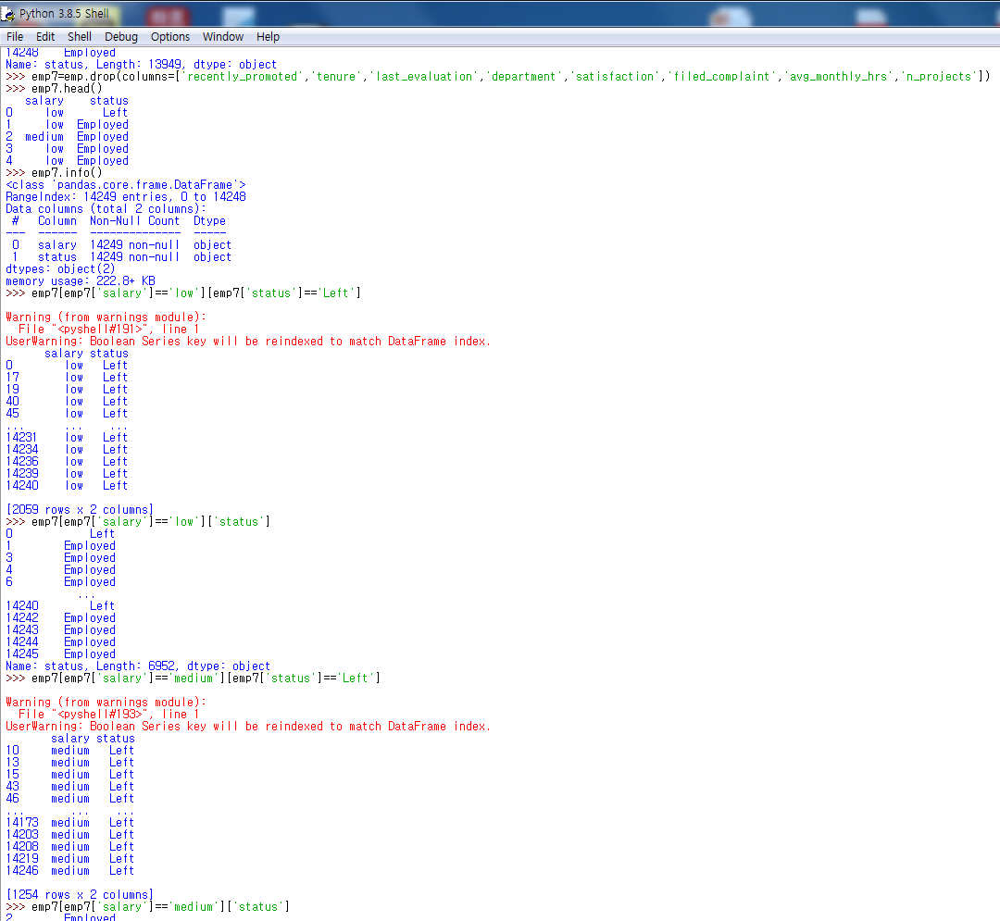 Python 3.8.5 Shell
File Edit Shell Debug Options Window Help
14248    Employed
Name: status, Length: 13949, dtype: object
>>> emp7=emp.drop(columns=['recently_promoted','tenure','last_evaluation','department','satisfaction','filed_complaint','avg_monthly_hrs','n_projects'])
>>> emp7.head()
   salary    status
0     low      Left
1     low  Employed
2  medium  Employed
3     low  Employed
4     low  Employed
>>> emp7.info()
<class 'pandas.core.frame.DataFrame'>
RangeIndex: 14249 entries, 0 to 14248
Data columns (total 2 columns):
 #   Column  Non-Null Count  Dtype
---  ------  --------------  -----
 0   salary  14249 non-null  object
 1   status  14249 non-null  object
dtypes: object(2)
memory usage: 222.8+ KB
>>> emp7[emp7['salary']=='low'][emp7['status']=='Left']
Warning (from warnings module):
  File "<pyshell#191>", line 1
UserWarning: Boolean Series key will be reindexed to match DataFrame index.
      salary status
0        low   Left
17       low   Left
19       low   Left
40       low   Left
45       low   Left
...      ...    ...
14231    low   Left
14234    low   Left
14236    low   Left
14239    low   Left
14240    low   Left
[2059 rows x 2 columns]
>>> emp7[emp7['salary']=='low']['status']
0            Left
1        Employed
3        Employed
4        Employed
6        Employed
           ...
14240        Left
14242    Employed
14243    Employed
14244    Employed
14245    Employed
Name: status, Length: 6952, dtype: object
>>> emp7[emp7['salary']=='medium'][emp7['status']=='Left']
Warning (from warnings module):
  File "<pyshell#193>", line 1
UserWarning: Boolean Series key will be reindexed to match DataFrame index.
       salary status
10     medium   Left
13     medium   Left
15     medium   Left
43     medium   Left
46     medium   Left
...       ...    ...
14173  medium   Left
14203  medium   Left
14208  medium   Left
14219  medium   Left
14246  medium   Left
[1254 rows x 2 columns]
>>> emp7[emp7['salary']=='medium']['status']
2        Employed